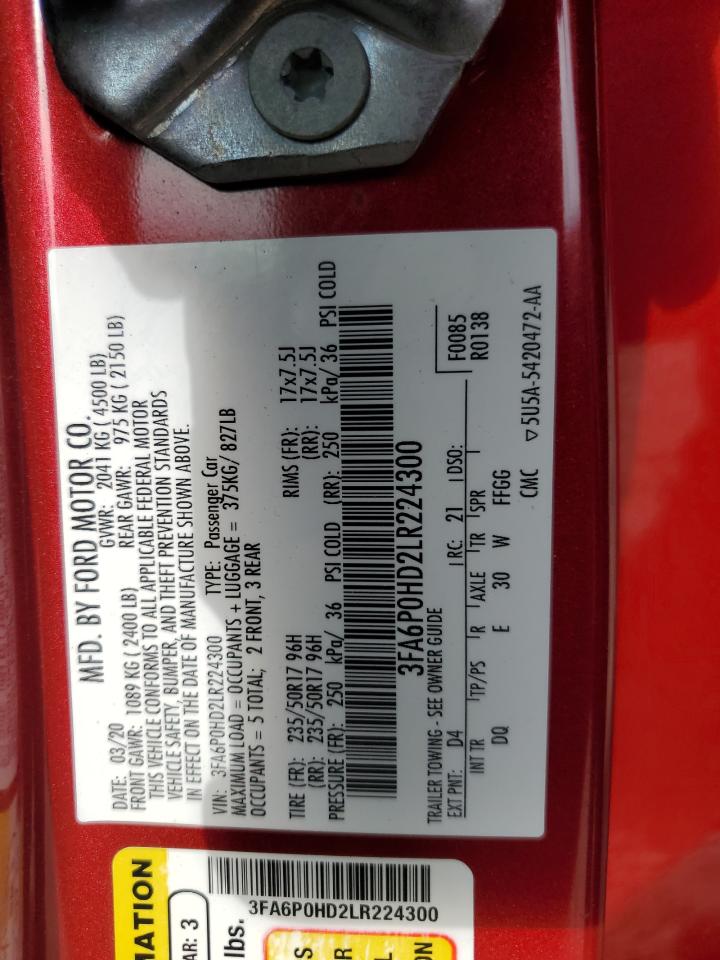 MFD. BY FORD MOTOR CO.
DATE: 03/20 GVWR: 2041 KG ( 4500 LB)
FRONT GAWR: 1089 KG ( 2400 LB) REAR GAWR: 975 KG ( 2150 LB)
THIS VEHICLE CONFORMS TO ALL APPLICABLE FEDERAL MOTOR
VEHICLE SAFETY, BUMPER, AND THEFT PREVENTION STANDARDS
IN EFFECT ON THE DATE OF MANUFACTURE SHOWN ABOVE.
VIN: 3FA6P0HD2LR224300 TYPE: Passenger Car
MAXIMUM LOAD = OCCUPANTS + LUGGAGE = 375KG/ 827LB
OCCUPANTS = 5 TOTAL; 2 FRONT, 3 REAR
TIRE (FR): 235/50R17 96H RIMS (FR): 17x7.5J
(RR): 235/50R17 96H (RR): 17x7.5J
PRESSURE (FR): 250 kPa/ 36 PSI COLD (RR): 250 kPa/ 36 PSI COLD
3FA6P0HD2LR224300
TRAILER TOWING - SEE OWNER GUIDE
EXT PNT: D4 RC: 21 DSO: F0085
R0138
INT TR TP/PS R AXLE TR SPR
DQ E 30 W FFGG
CMC ▽5U5A-5420472-AA
MATION
AR: 3
lbs.
3FA6P0HD2LR224300
S
R
L
ON